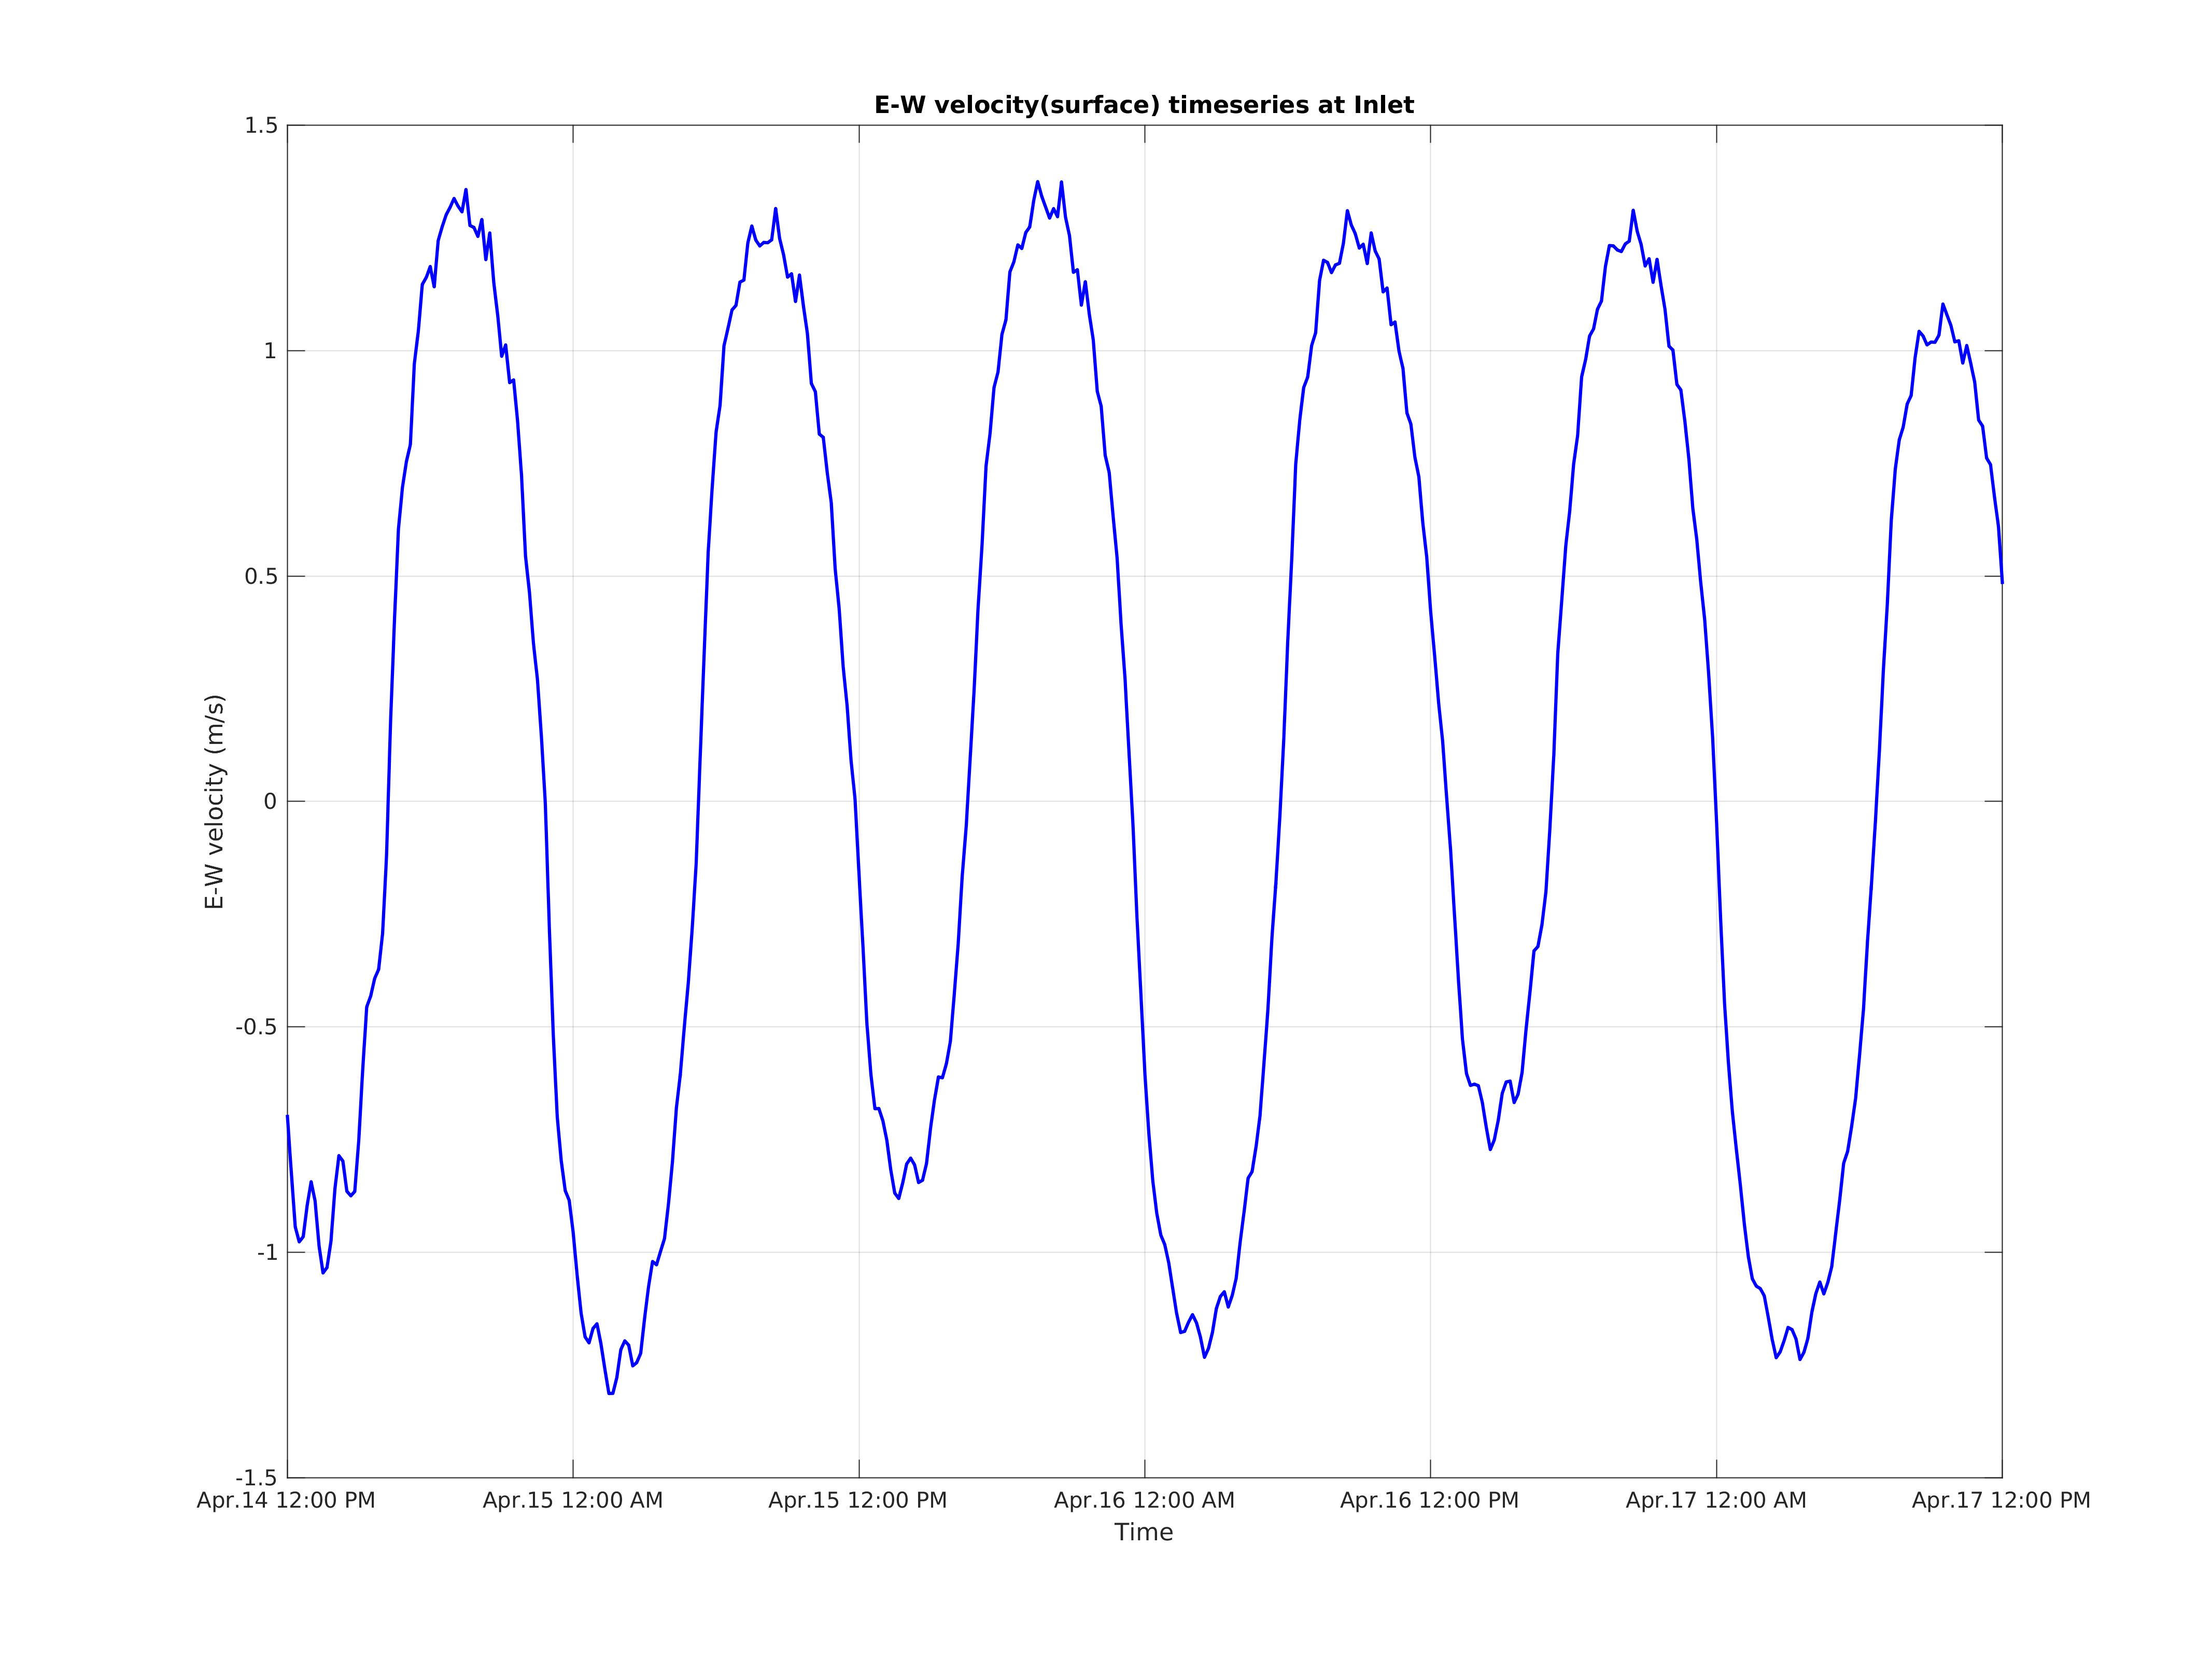 E-W velocity(surface) timeseries at Inlet
1.5
1
0.5
0
-0.5
-1
-1.5
E-W velocity (m/s)
Apr.14 12:00 PM
Apr.15 12:00 AM
Apr.15 12:00 PM
Apr.16 12:00 AM
Apr.16 12:00 PM
Apr.17 12:00 AM
Apr.17 12:00 PM
Time